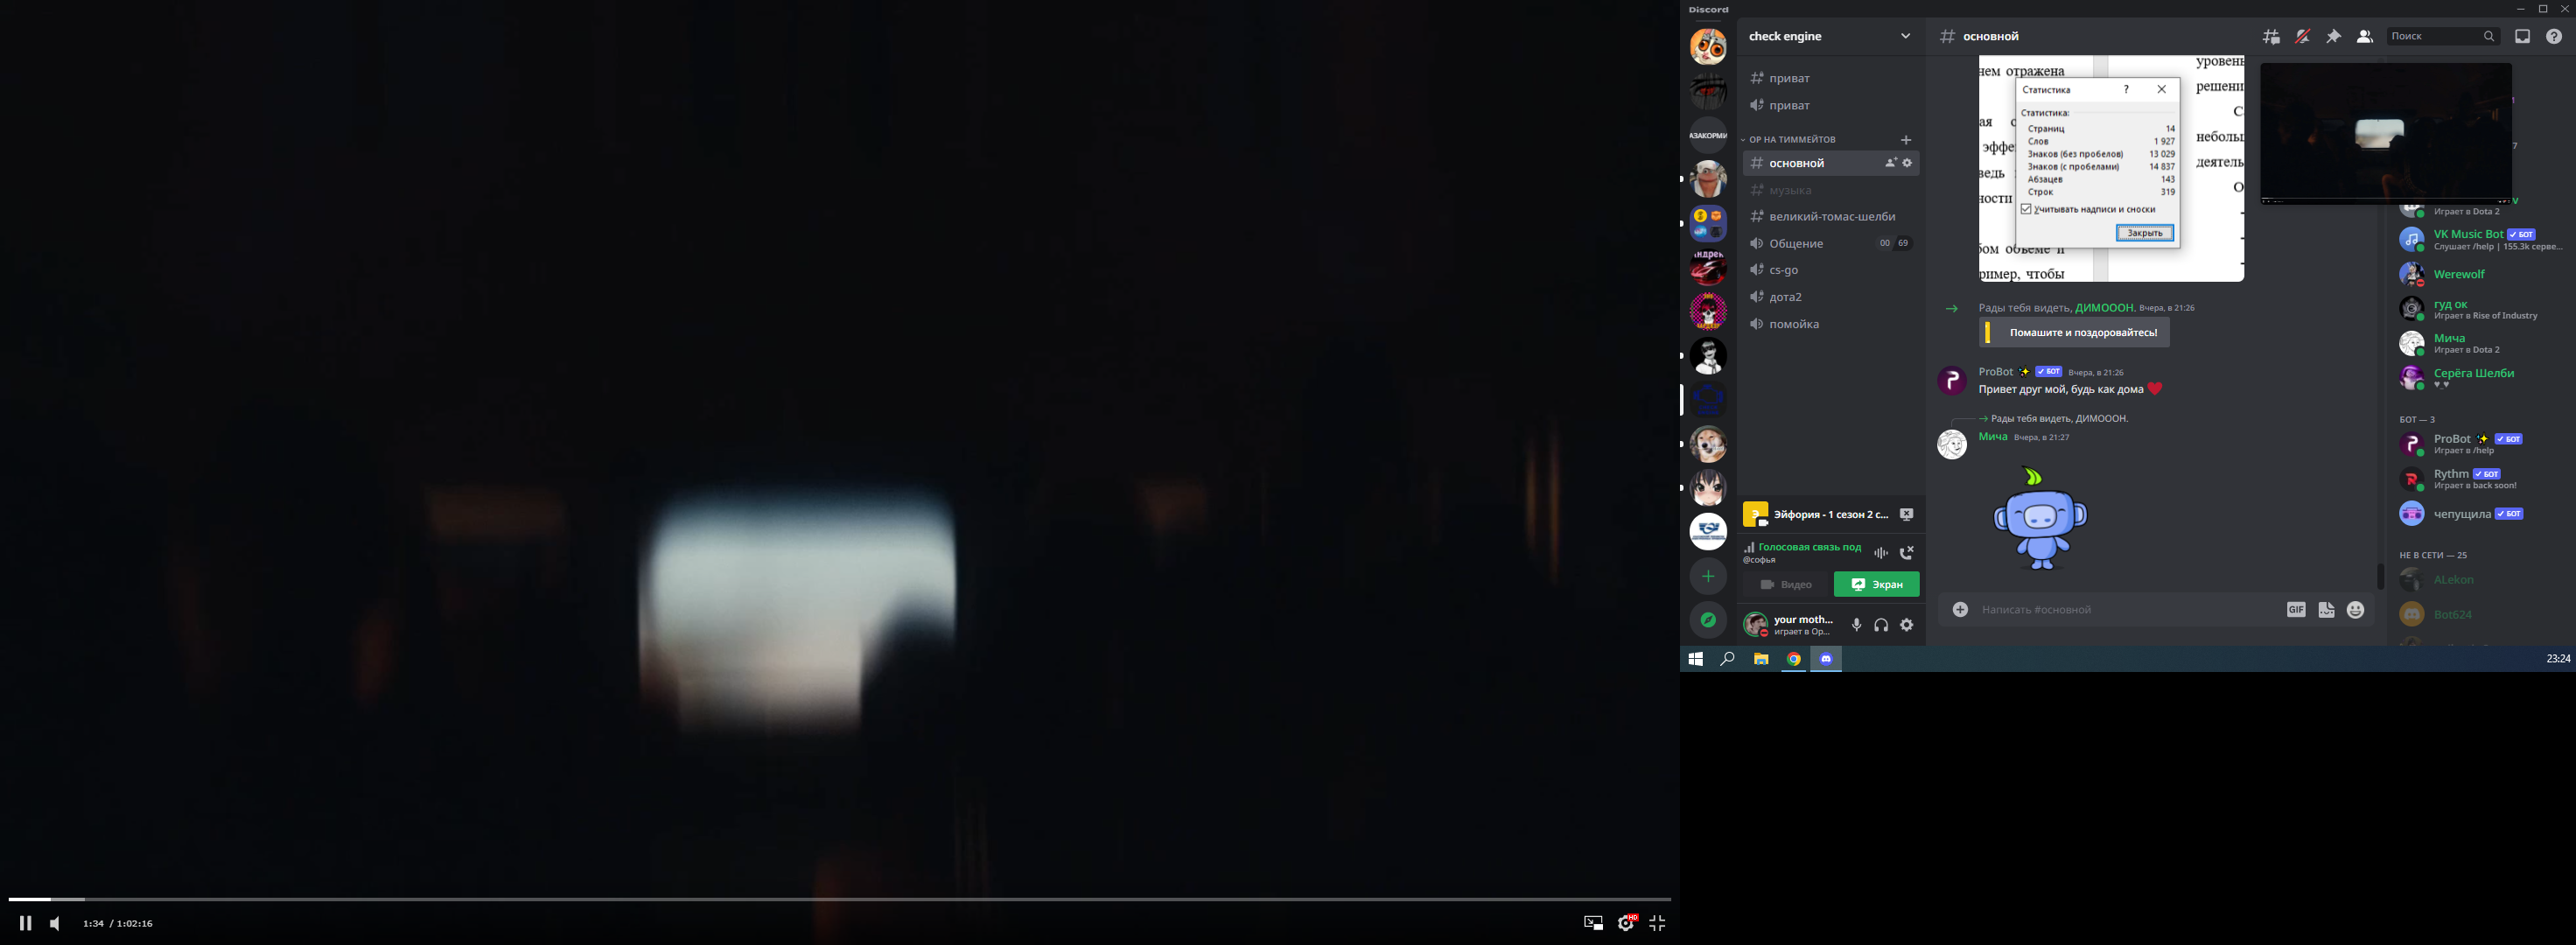 1:34 / 1:02:16
HD
Discord
check engine
приват
приват
ОР НА ТИММЕЙТОВ
основной
музыка
великий-томас-шелби
Общение 00 69
cs-go
дота2
помойка
Эйфория - 1 сезон 2 с...
Голосовая связь под
@софья
Видео
Экран
your moth...
играет в Op...
основной
Поиск
нем отражена
ая
эффе
ведь
ности
ом объеме и
ример, чтобы
уровень
решени
С
неболь
деятель
О
Статистика
?
Статистика:
Страниц 14
Слов 1 927
Знаков (без пробелов) 13 029
Знаков (с пробелами) 14 837
Абзацев 143
Строк 319
Учитывать надписи и сноски
Закрыть
Рады тебя видеть, ДИМОООН. Вчера, в 21:26
Помашите и поздоровайтесь!
ProBot БОТ Вчера, в 21:26
Привет друг мой, будь как дома
Рады тебя видеть, ДИМОООН.
Мича Вчера, в 21:27
Написать #основной
GIF
Играет в Dota 2
VK Music Bot БОТ
Слушает /help | 155.3k серве...
Werewolf
гуд ок
Играет в Rise of Industry
Мича
Играет в Dota 2
Серёга Шелби
БОТ — 3
ProBot БОТ
Играет в /help
Rythm БОТ
Играет в back soon!
чепущила БОТ
НЕ В СЕТИ — 25
ALekon
Bot624
23:24